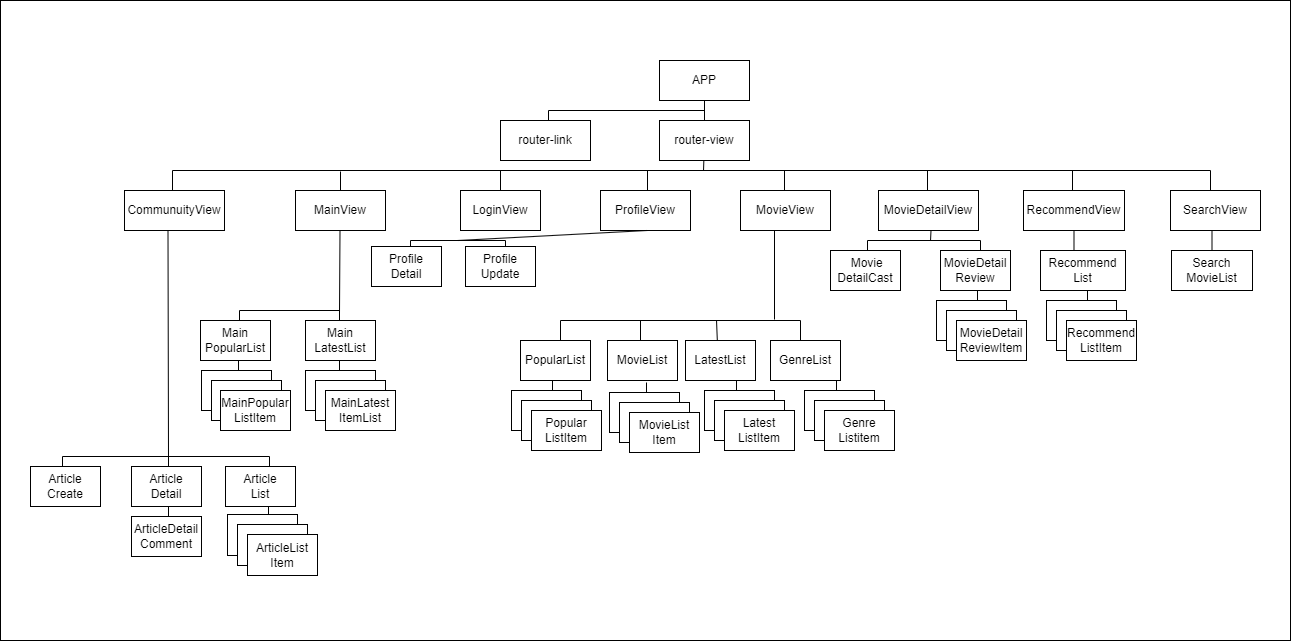 APP
router-link
router-view
CommunuityView
MainView
LoginView
ProfileView
MovieView
MovieDetailView
RecommendView
SearchView
Profile
Detail
Profile
Update
Movie
DetailCast
MovieDetail
Review
Recommend
List
Search
MovieList
Main
PopularList
Main
LatestList
MovieDetail
ReviewItem
Recommend
ListItem
PopularList
MovieList
LatestList
GenreList
MainPopular
ListItem
MainLatest
ItemList
Popular
ListItem
MovieList
Item
Latest
ListItem
Genre
Listitem
Article
Create
Article
Detail
Article
List
ArticleDetail
Comment
ArticleList
Item